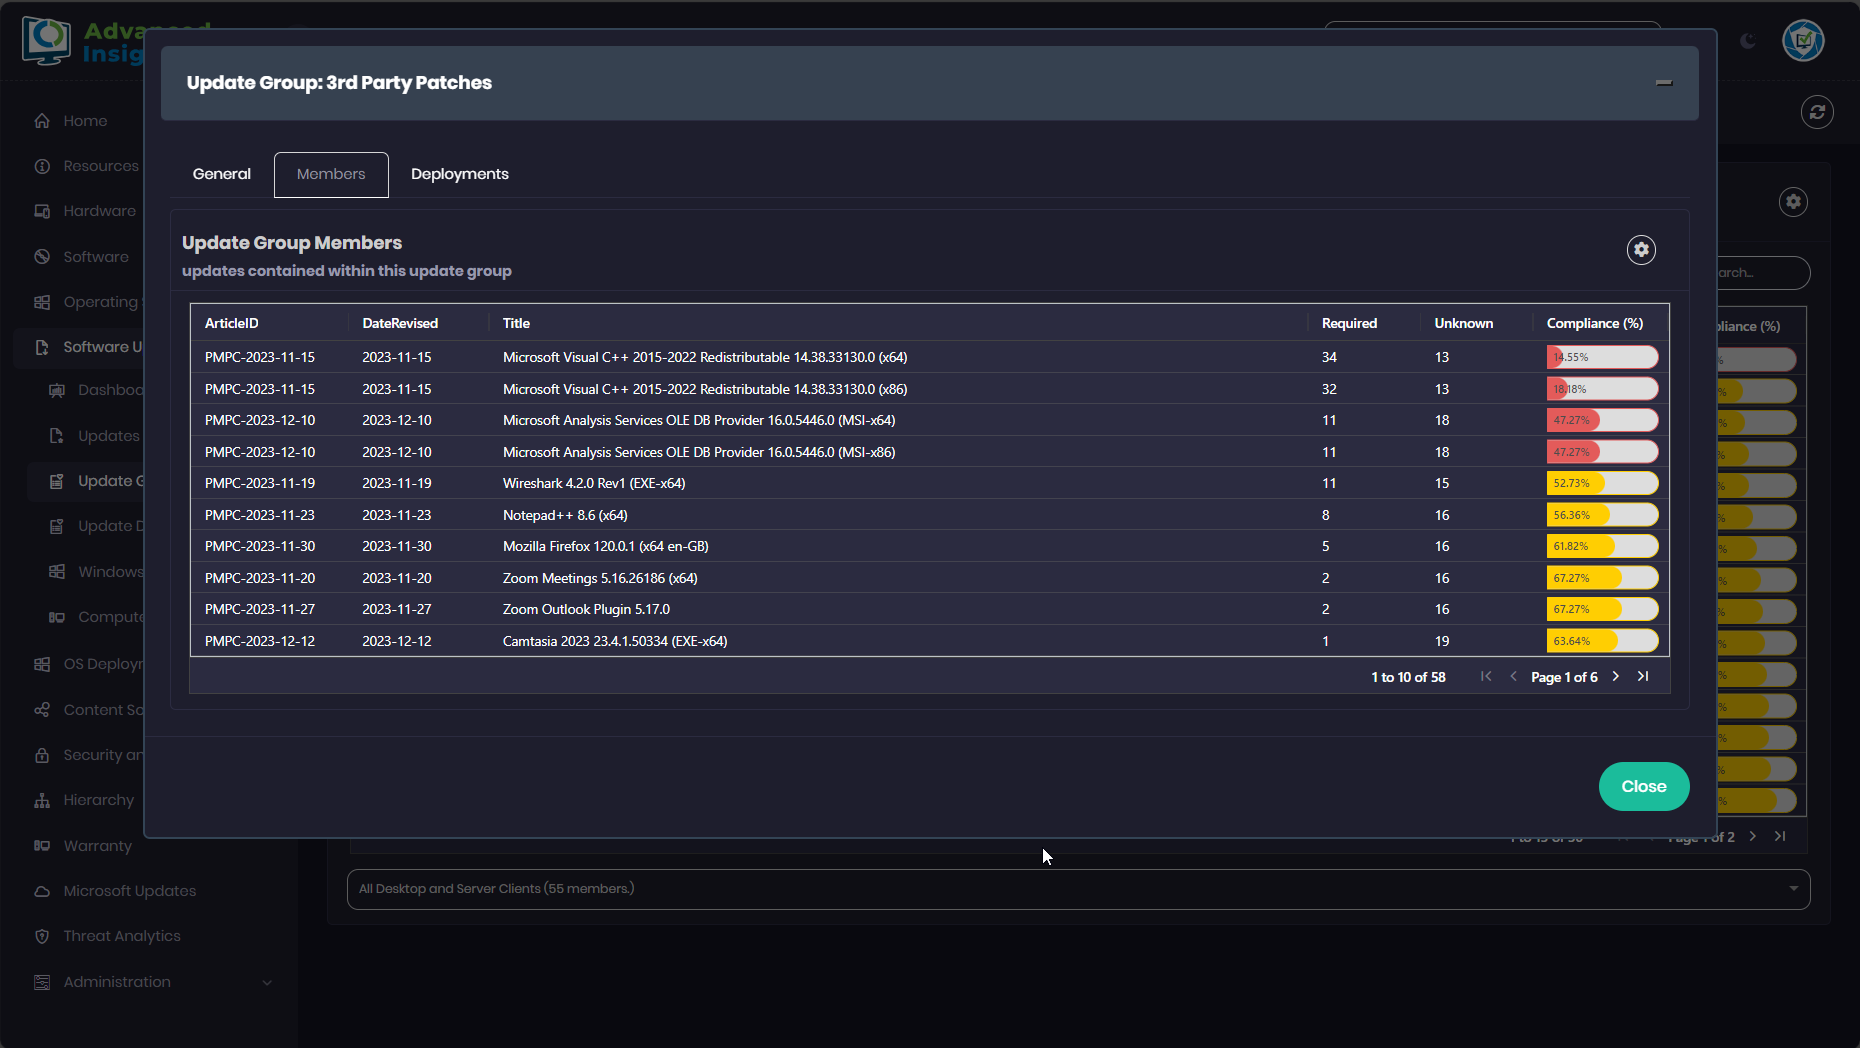 Update Group: 3rd Party Patches
Home
Resources
Hardware
Software
Operating
Software U
Dashboa
Updates
Update G
Update D
Windows
Compute
OS Deploy
Content So
Security an
Hierarchy
Warranty
Microsoft Updates
Threat Analytics
Administration
General Members Deployments
Update Group Members
updates contained within this update group
ArticleID DateRevised Title Required Unknown Compliance (%)
PMPC-2023-11-15 2023-11-15 Microsoft Visual C++ 2015-2022 Redistributable 14.38.33130.0 (x64) 34 13 14.55%
PMPC-2023-11-15 2023-11-15 Microsoft Visual C++ 2015-2022 Redistributable 14.38.33130.0 (x86) 32 13 18.18%
PMPC-2023-12-10 2023-12-10 Microsoft Analysis Services OLE DB Provider 16.0.5446.0 (MSI-x64) 11 18 47.27%
PMPC-2023-12-10 2023-12-10 Microsoft Analysis Services OLE DB Provider 16.0.5446.0 (MSI-x86) 11 18 47.27%
PMPC-2023-11-19 2023-11-19 Wireshark 4.2.0 Rev1 (EXE-x64) 11 15 52.73%
PMPC-2023-11-23 2023-11-23 Notepad++ 8.6 (x64) 8 16 56.36%
PMPC-2023-11-30 2023-11-30 Mozilla Firefox 120.0.1 (x64 en-GB) 5 16 61.82%
PMPC-2023-11-20 2023-11-20 Zoom Meetings 5.16.26186 (x64) 2 16 67.27%
PMPC-2023-11-27 2023-11-27 Zoom Outlook Plugin 5.17.0 2 16 67.27%
PMPC-2023-12-12 2023-12-12 Camtasia 2023 23.4.1.50334 (EXE-x64) 1 19 63.64%
1 to 10 of 58 Page 1 of 6
Close
arch...
pliance (%)
Page 1 of 2
All Desktop and Server Clients (55 members.)